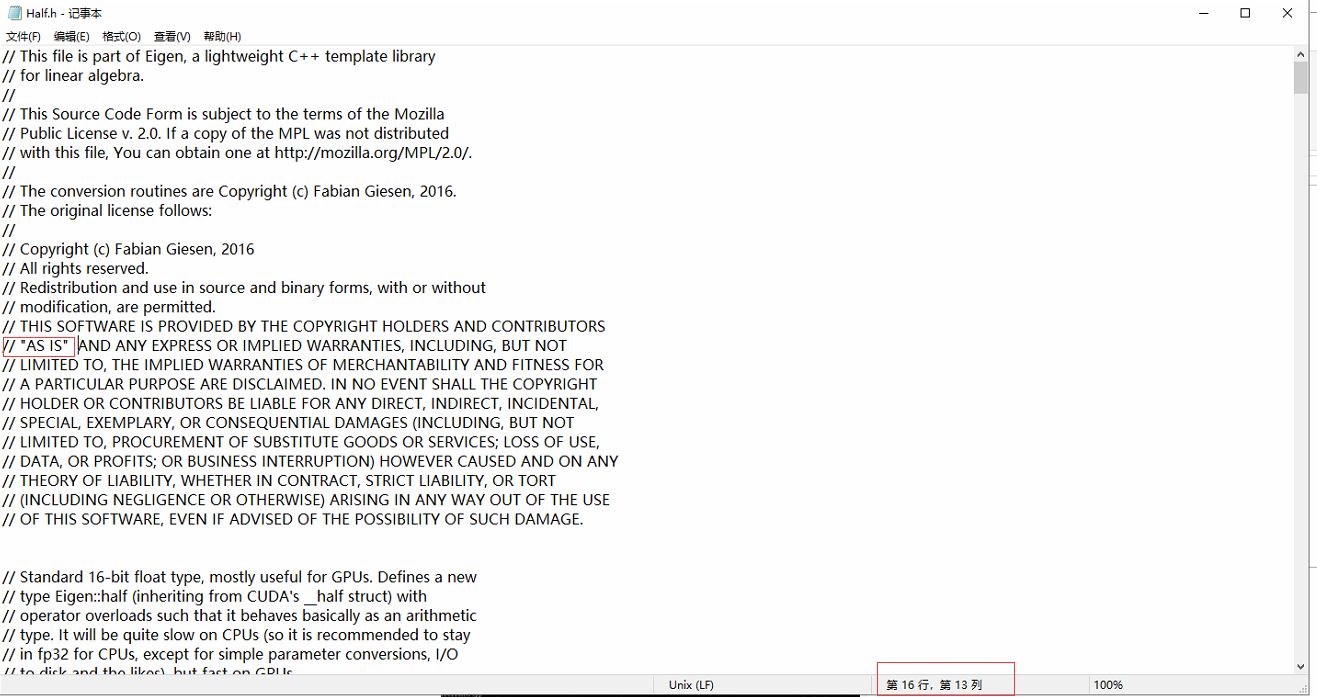 Half.h - 记事本
文件(F) 编辑(E) 格式(O) 查看(V) 帮助(H)
// This file is part of Eigen, a lightweight C++ template library
// for linear algebra.
//
// This Source Code Form is subject to the terms of the Mozilla
// Public License v. 2.0. If a copy of the MPL was not distributed
// with this file, You can obtain one at http://mozilla.org/MPL/2.0/.
//
// The conversion routines are Copyright (c) Fabian Giesen, 2016.
// The original license follows:
//
// Copyright (c) Fabian Giesen, 2016
// All rights reserved.
// Redistribution and use in source and binary forms, with or without
// modification, are permitted.
// THIS SOFTWARE IS PROVIDED BY THE COPYRIGHT HOLDERS AND CONTRIBUTORS
// "AS IS" AND ANY EXPRESS OR IMPLIED WARRANTIES, INCLUDING, BUT NOT
// LIMITED TO, THE IMPLIED WARRANTIES OF MERCHANTABILITY AND FITNESS FOR
// A PARTICULAR PURPOSE ARE DISCLAIMED. IN NO EVENT SHALL THE COPYRIGHT
// HOLDER OR CONTRIBUTORS BE LIABLE FOR ANY DIRECT, INDIRECT, INCIDENTAL,
// SPECIAL, EXEMPLARY, OR CONSEQUENTIAL DAMAGES (INCLUDING, BUT NOT
// LIMITED TO, PROCUREMENT OF SUBSTITUTE GOODS OR SERVICES; LOSS OF USE,
// DATA, OR PROFITS; OR BUSINESS INTERRUPTION) HOWEVER CAUSED AND ON ANY
// THEORY OF LIABILITY, WHETHER IN CONTRACT, STRICT LIABILITY, OR TORT
// (INCLUDING NEGLIGENCE OR OTHERWISE) ARISING IN ANY WAY OUT OF THE USE
// OF THIS SOFTWARE, EVEN IF ADVISED OF THE POSSIBILITY OF SUCH DAMAGE.
// Standard 16-bit float type, mostly useful for GPUs. Defines a new
// type Eigen::half (inheriting from CUDA's __half struct) with
// operator overloads such that it behaves basically as an arithmetic
// type. It will be quite slow on CPUs (so it is recommended to stay
// in fp32 for CPUs, except for simple parameter conversions, I/O
// to disk and the likes), but fast on GPUs.
Unix (LF) 第 16 行，第 13 列 100%